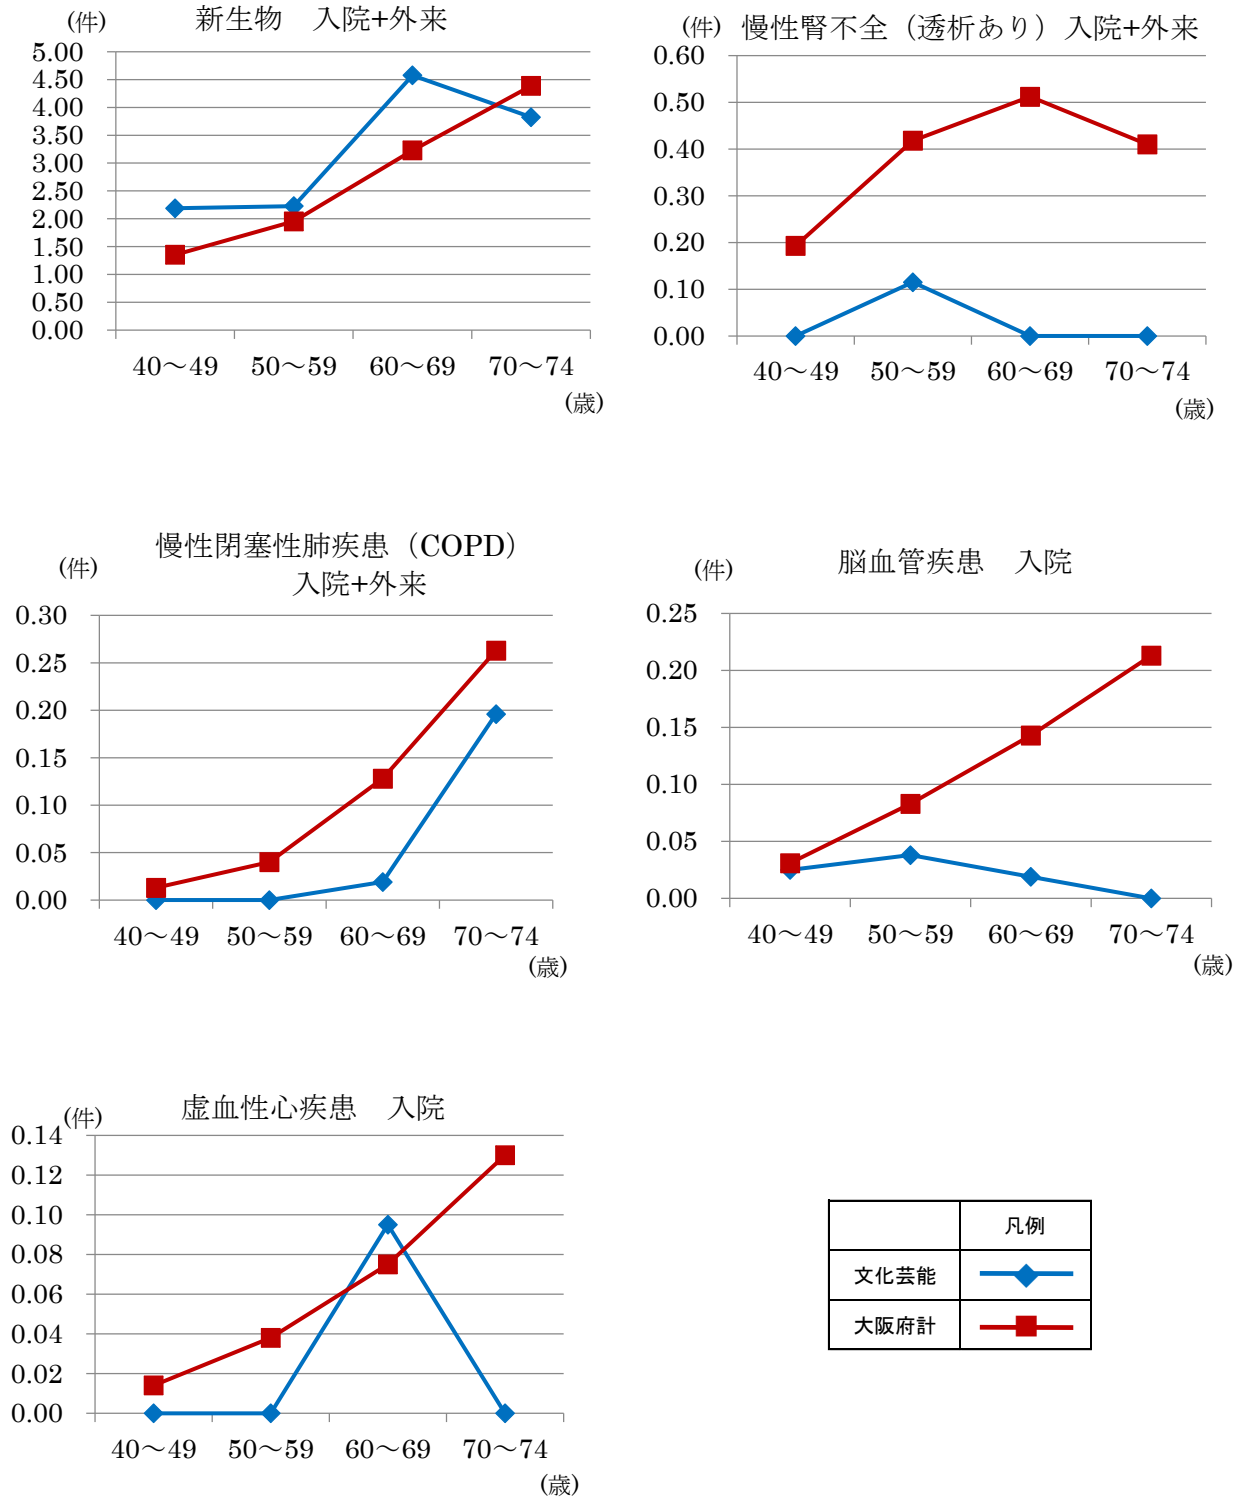 (件)
新生物　入院+外来
5.00
4.50
4.00
3.50
3.00
2.50
2.00
1.50
1.00
0.50
0.00
40～49 50～59 60～69 70～74
(歳)
(件)
慢性腎不全（透析あり）入院+外来
0.60
0.50
0.40
0.30
0.20
0.10
0.00
40～49 50～59 60～69 70～74
(歳)
(件)
慢性閉塞性肺疾患（COPD）
入院+外来
0.30
0.25
0.20
0.15
0.10
0.05
0.00
40～49 50～59 60～69 70～74
(歳)
(件)
脳血管疾患　入院
0.25
0.20
0.15
0.10
0.05
0.00
40～49 50～59 60～69 70～74
(歳)
(件)
虚血性心疾患　入院
0.14
0.12
0.10
0.08
0.06
0.04
0.02
0.00
40～49 50～59 60～69 70～74
(歳)
凡例
文化芸能
大阪府計